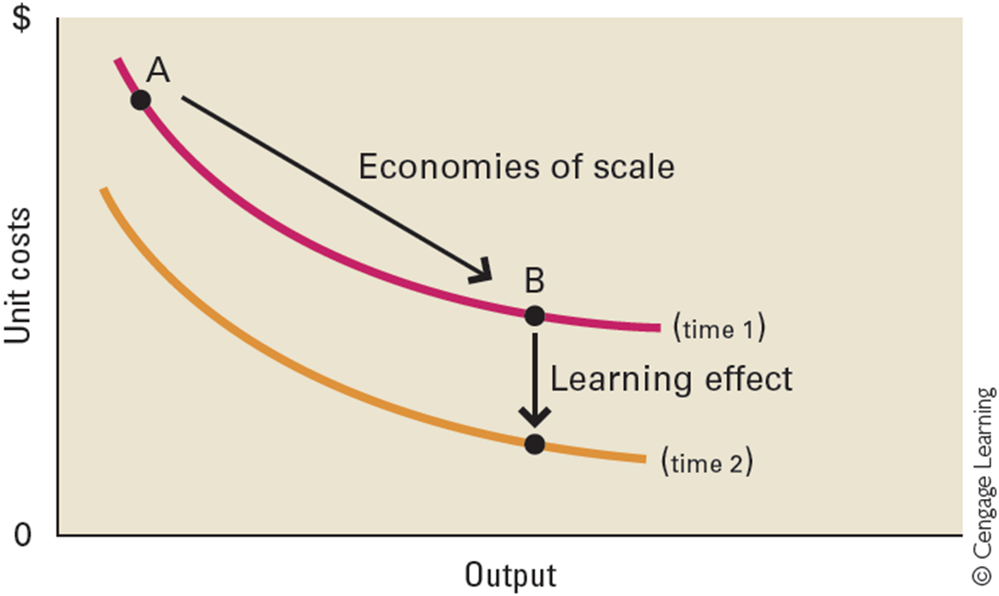 $
A
Economies of scale
B
(time 1)
Learning effect
(time 2)
Unit costs
0
Output
© Cengage Learning